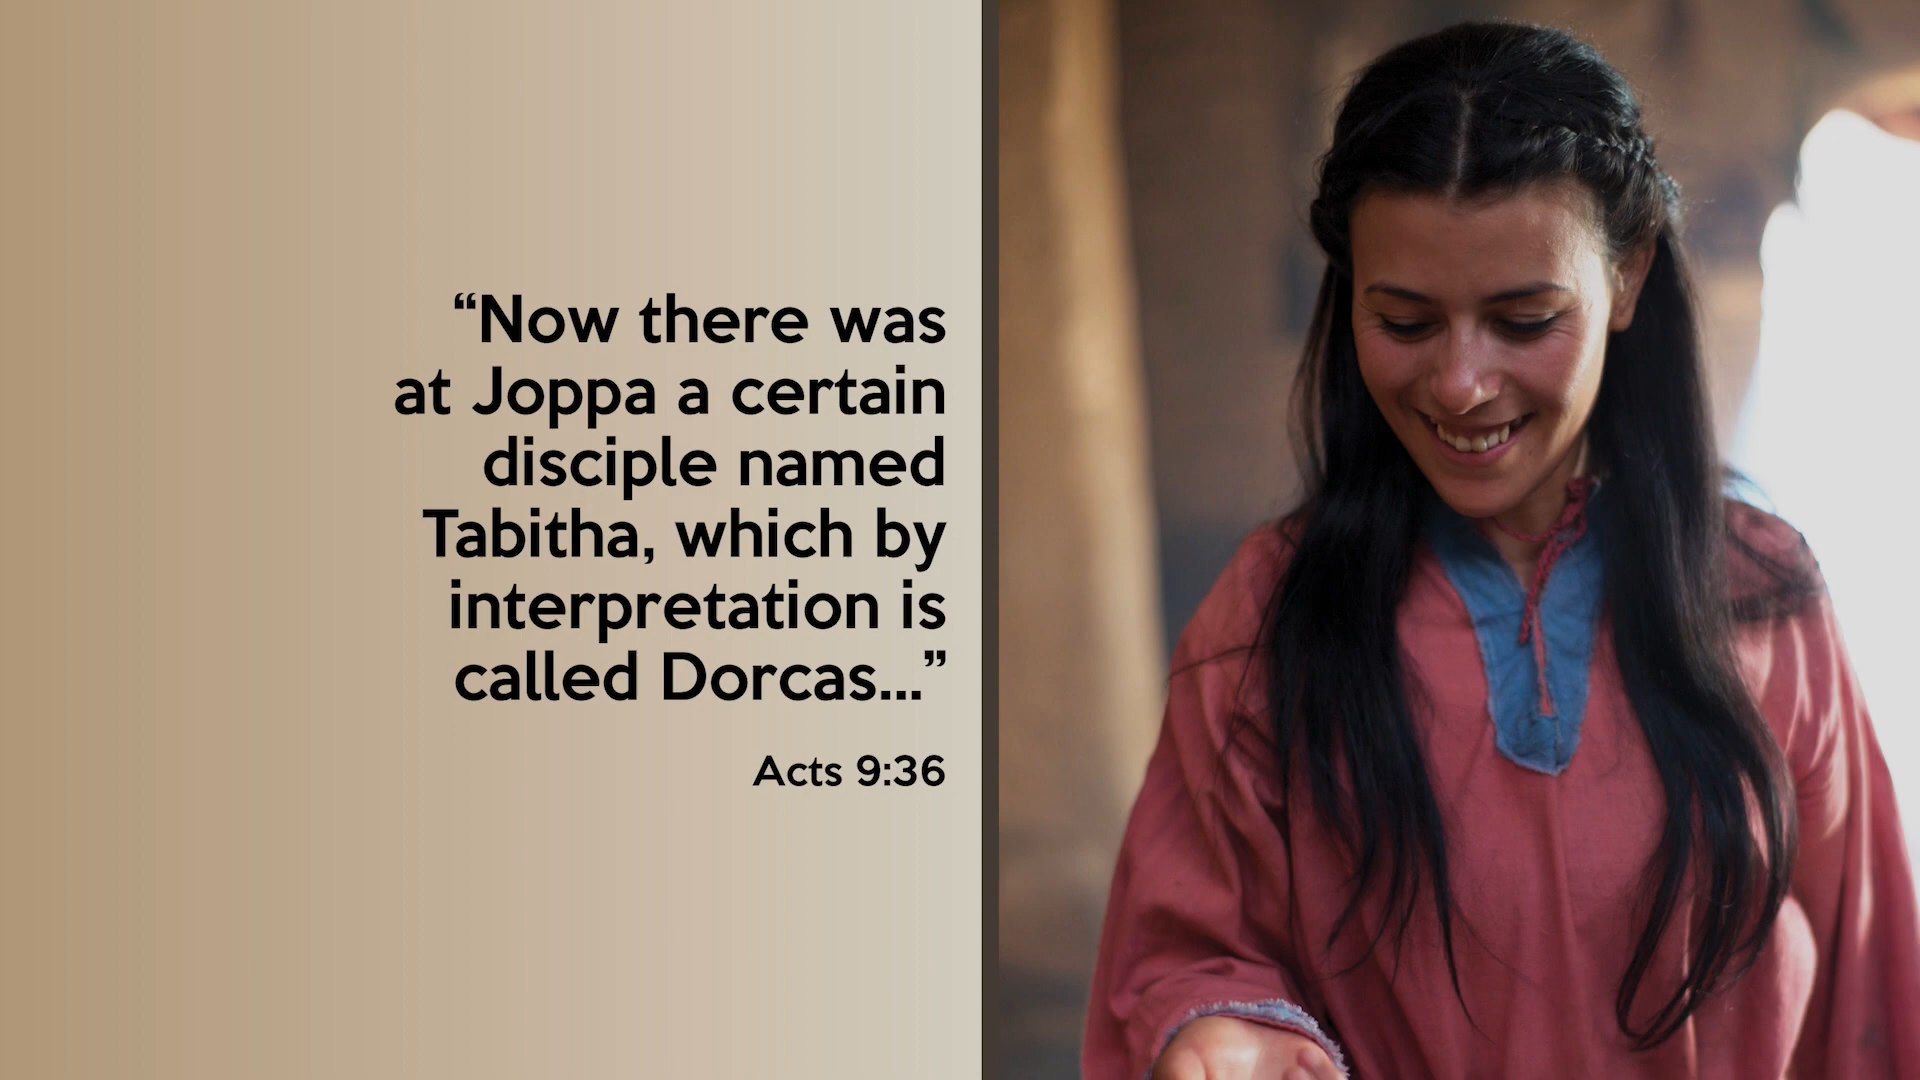 “Now there was
at Joppa a certain
disciple named
Tabitha, which by
interpretation is
called Dorcas...”
Acts 9:36